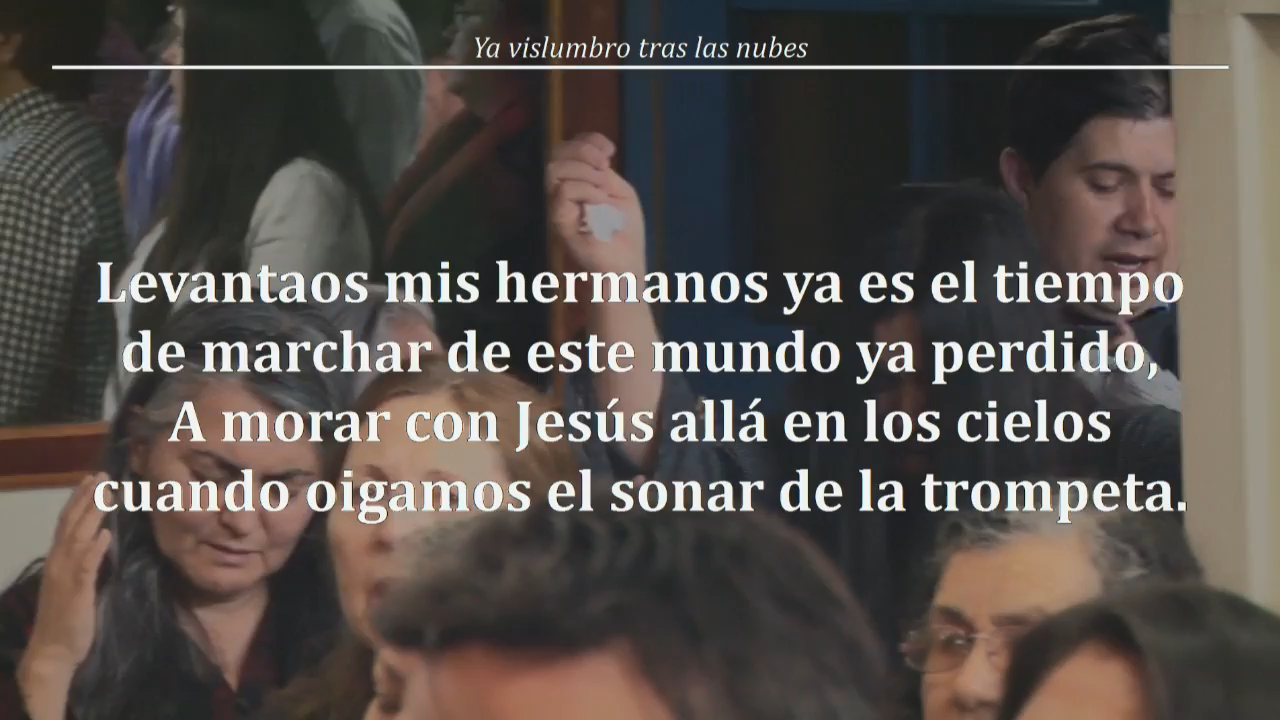 Ya vislumbro tras las nubes
Levantaos mis hermanos ya es el tiempo
de marchar de este mundo ya perdido,
A morar con Jesús allá en los cielos
cuando oigamos el sonar de la trompeta.